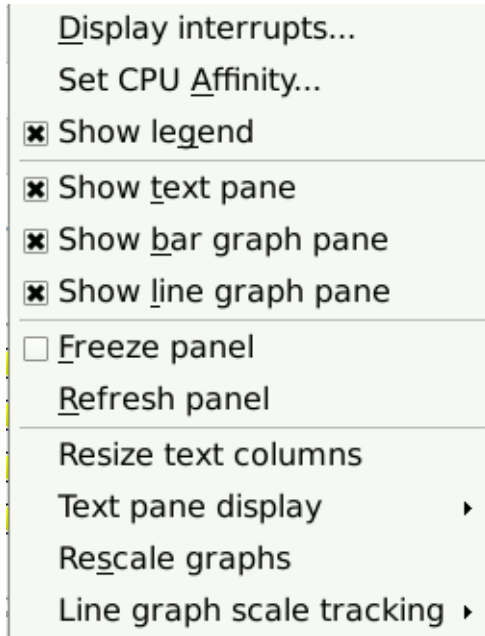 Display interrupts...
Set CPU Affinity...
Show legend
Show text pane
Show bar graph pane
Show line graph pane
Freeze panel
Refresh panel
Resize text columns
Text pane display
Rescale graphs
Line graph scale tracking